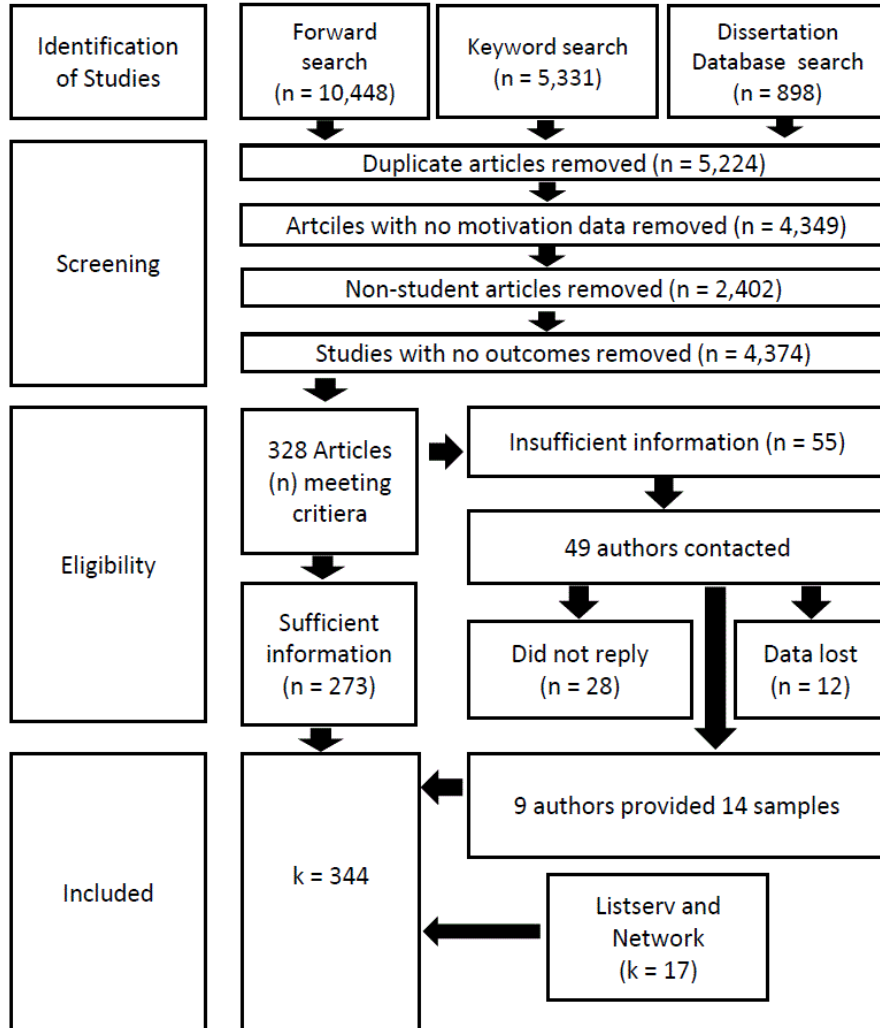 Identification
of Studies
Forward
search
(n = 10,448)
Keyword search
(n = 5,331)
Dissertation
Database search
(n = 898)
Screening
Duplicate articles removed (n = 5,224)
Artciles with no motivation data removed (n = 4,349)
Non-student articles removed (n = 2,402)
Studies with no outcomes removed (n = 4,374)
Eligibility
328 Articles
(n) meeting
critiera
Insufficient information (n = 55)
49 authors contacted
Sufficient
information
(n = 273)
Did not reply
(n = 28)
Data lost
(n = 12)
Included
k = 344
9 authors provided 14 samples
Listserv and
Network
(k = 17)